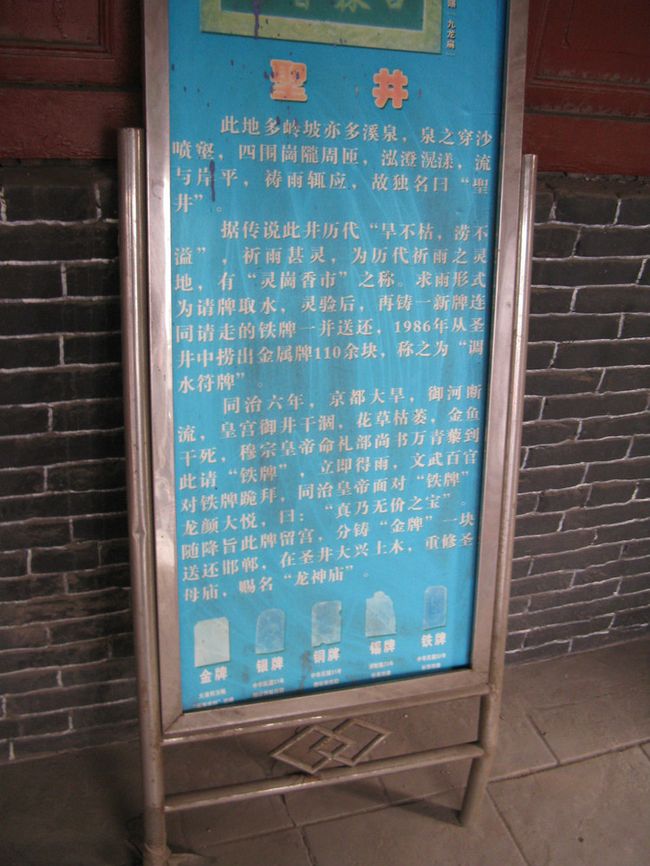 九龙扇
聖井
此地多岭坡亦多溪泉，泉之穿沙
喷壑，四围崗隴周匝，泓澄滉漾，流
与岸平，祷雨辄应，故独名曰“聖
井”。
据传说此井历代“旱不枯，涝不
溢”，祈雨甚灵，为历代祈雨之灵
地，有“灵崗香市”之称。求雨形式
为请牌取水，灵验后，再铸一新牌连
同请走的铁牌一并送还，1986年从圣
井中捞出金属牌110余块，称之为“调
水符牌”。
同治六年，京都大旱，御河断
流，皇宫御井干涸，花草枯萎，金鱼
干死，穆宗皇帝命礼部尚书万青藜到
此请“铁牌”，立即得雨，文武百官
对铁牌跪拜，同治皇帝面对“铁牌”
龙颜大悦，曰：“真乃无价之宝”。
随降旨此牌留宫，分铸“金牌”一块
送还邯郸，在圣井大兴土木，重修圣
母庙，赐名“龙神庙”。
金牌 银牌 铜牌 锡牌 铁牌